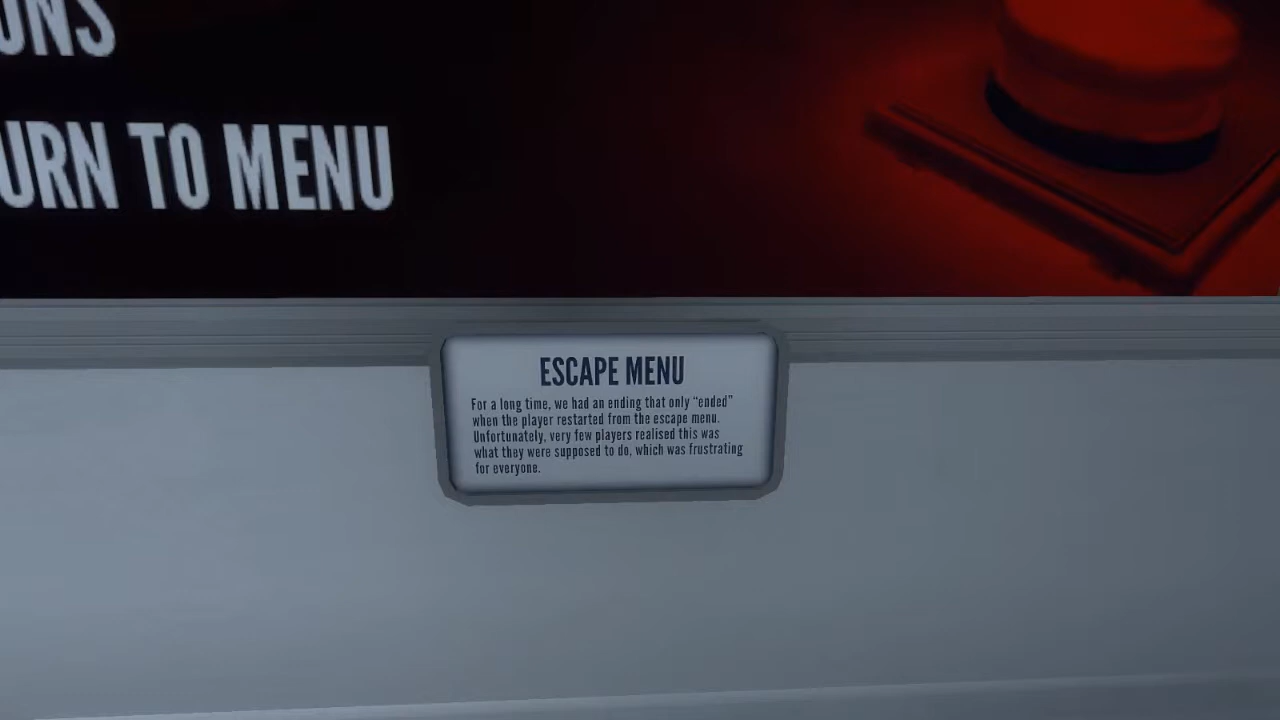 ONS
URN TO MENU
ESCAPE MENU
For a long time, we had an ending that only “ended”
when the player restarted from the escape menu.
Unfortunately, very few players realised this was
what they were supposed to do, which was frustrating
for everyone.